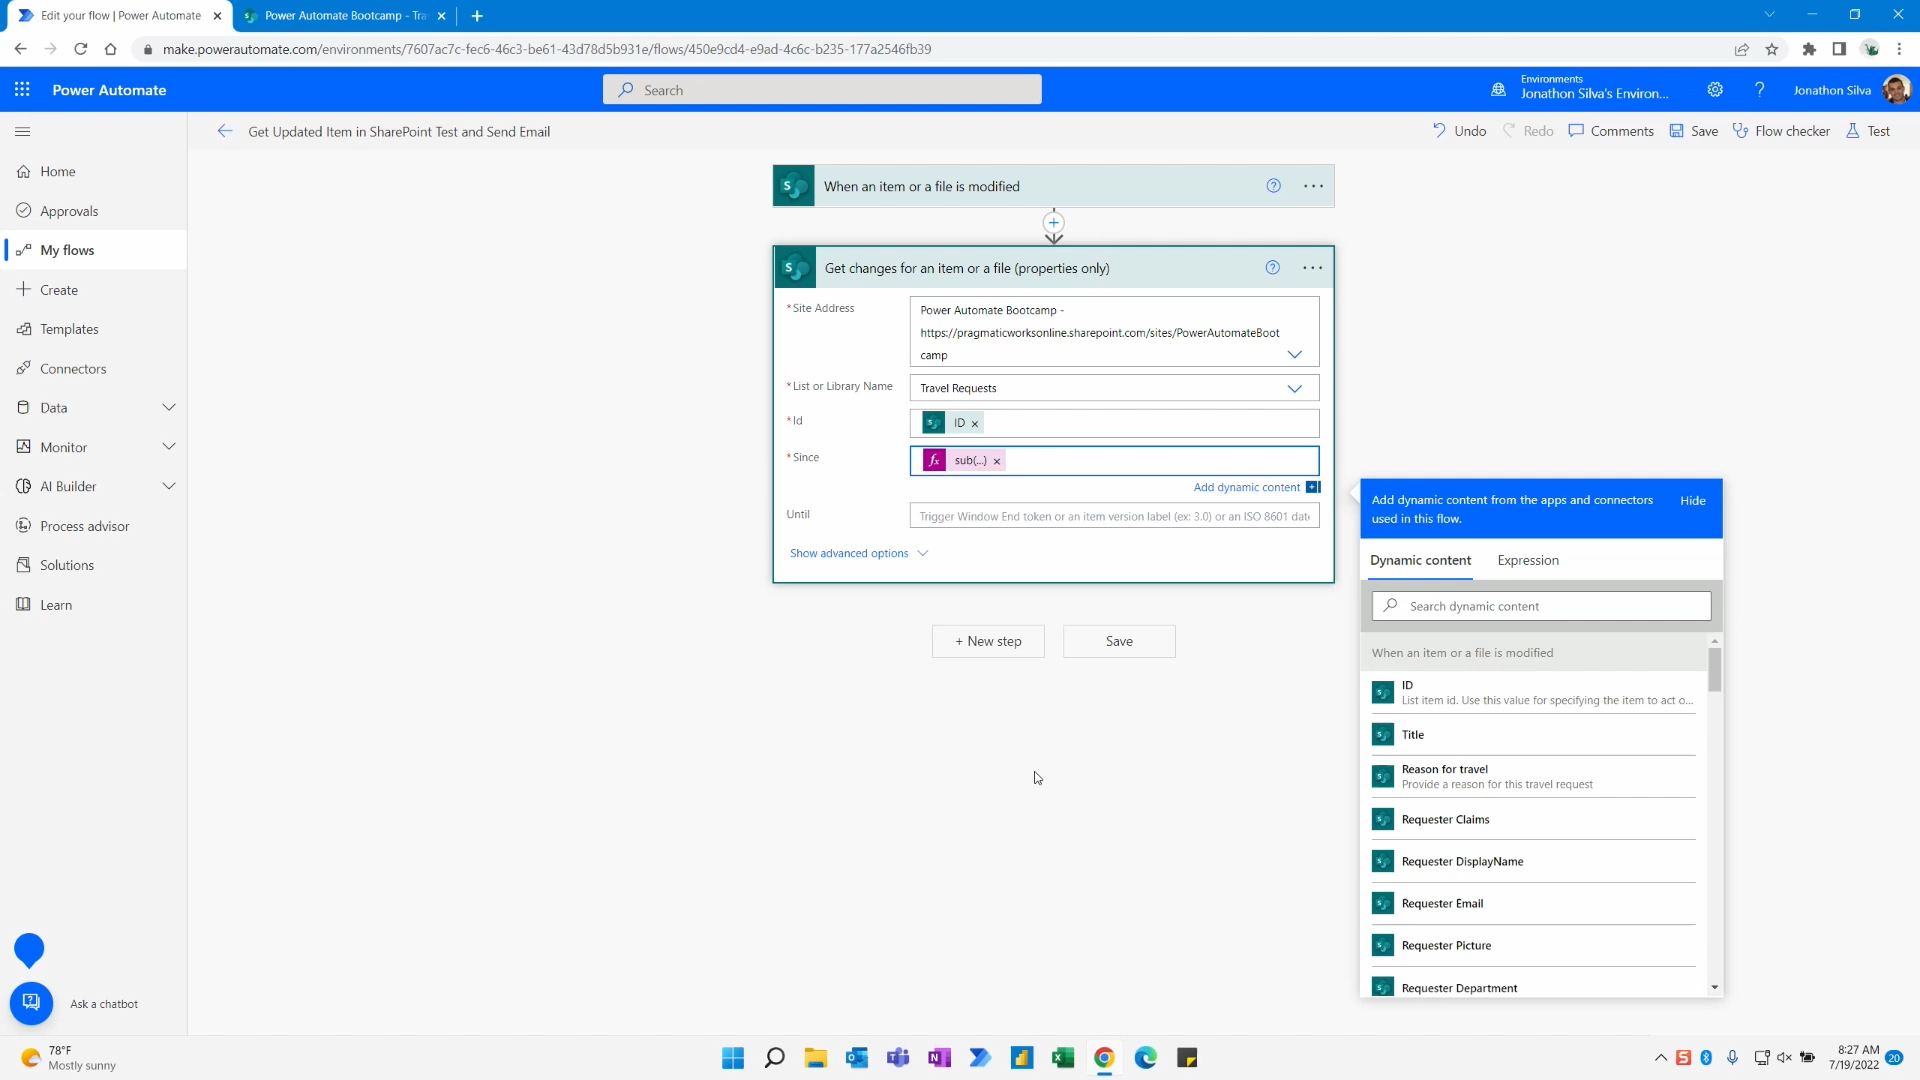 Edit your flow | Power Automate
Power Automate Bootcamp - Tra
make.powerautomate.com/environments/7607ac7c-fec6-46c3-be61-43d78d5b931e/flows/450e9cd4-e9ad-4c6c-b235-177a2546fb39
Power Automate
Search
Environments
Jonathon Silva's Environ...
Jonathon Silva
Get Updated Item in SharePoint Test and Send Email
Undo
Redo
Comments
Save
Flow checker
Test
Home
Approvals
My flows
Create
Templates
Connectors
Data
Monitor
AI Builder
Process advisor
Solutions
Learn
Ask a chatbot
When an item or a file is modified
Get changes for an item or a file (properties only)
*Site Address
Power Automate Bootcamp -
https://pragmaticworksonline.sharepoint.com/sites/PowerAutomateBoot
camp
*List or Library Name
Travel Requests
*Id
ID ×
*Since
fx sub(...) ×
Add dynamic content
Until
Trigger Window End token or an item version label (ex: 3.0) or an ISO 8601 date
Show advanced options
+ New step
Save
Add dynamic content from the apps and connectors
used in this flow.
Hide
Dynamic content
Expression
Search dynamic content
When an item or a file is modified
ID
List item id. Use this value for specifying the item to act o...
Title
Reason for travel
Provide a reason for this travel request
Requester Claims
Requester DisplayName
Requester Email
Requester Picture
Requester Department
78°F
Mostly sunny
8:27 AM
7/19/2022
20